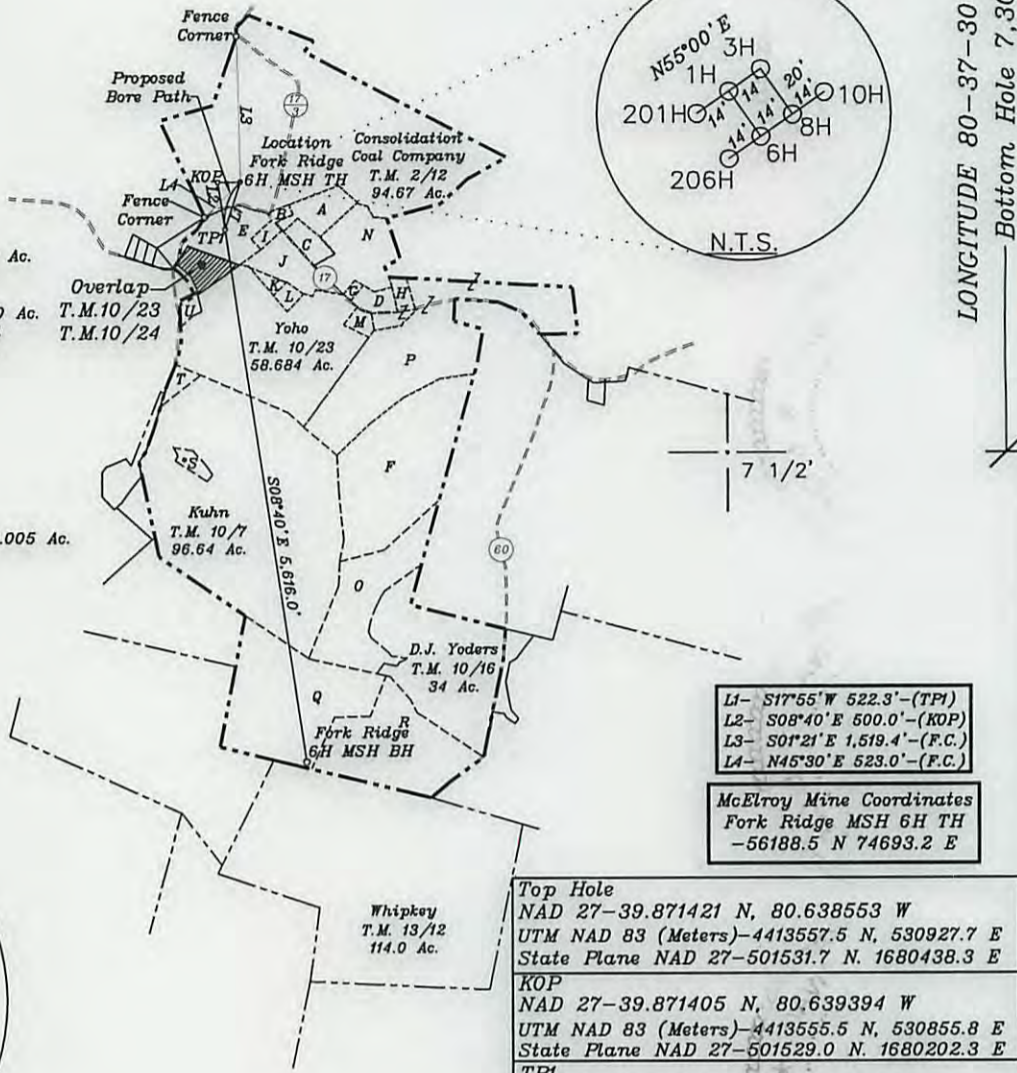 Fence
Corner
Proposed
Bore Path
17
3
L3
Location
Fork Ridge
6H MSH TH
Consolidation
Coal Company
T.M. 2/12
94.67 Ac.
L4
KOP
L2
L1
Fence
Corner
TP1
E
B
A
I
C
N
J
17
K
L
G
D
H
M
Z
Z
Z
Ac.
Overlap
T.M.10/23
T.M.10/24
0 Ac.
U
Yoho
T.M. 10/23
58.684 Ac.
P
T
F
S
Kuhn
T.M. 10/7
96.64 Ac.
.005 Ac.
S08°40'E 5,616.0'
60
O
D.J. Yoders
T.M. 10/16
34 Ac.
Q
R
Fork Ridge
6H MSH BH
Whipkey
T.M. 13/12
114.0 Ac.
N55°00'E
3H
1H
20'
14'
14'
10H
201H
14'
14'
8H
14'
14'
6H
206H
N.T.S.
LONGITUDE 80-37-30
Bottom Hole 7,30
7 1/2'
L1- S17°55'W 522.3'-(TP1)
L2- S08°40'E 500.0'-(KOP)
L3- S01°21'E 1,519.4'-(F.C.)
L4- N45°30'E 523.0'-(F.C.)
McElroy Mine Coordinates
Fork Ridge MSH 6H TH
-56188.5 N 74693.2 E
Top Hole
NAD 27-39.871421 N, 80.638553 W
UTM NAD 83 (Meters)-4413557.5 N, 530927.7 E
State Plane NAD 27-501531.7 N. 1680438.3 E
KOP
NAD 27-39.871405 N, 80.639394 W
UTM NAD 83 (Meters)-4413555.5 N, 530855.8 E
State Plane NAD 27-501529.0 N. 1680202.3 E
TP1